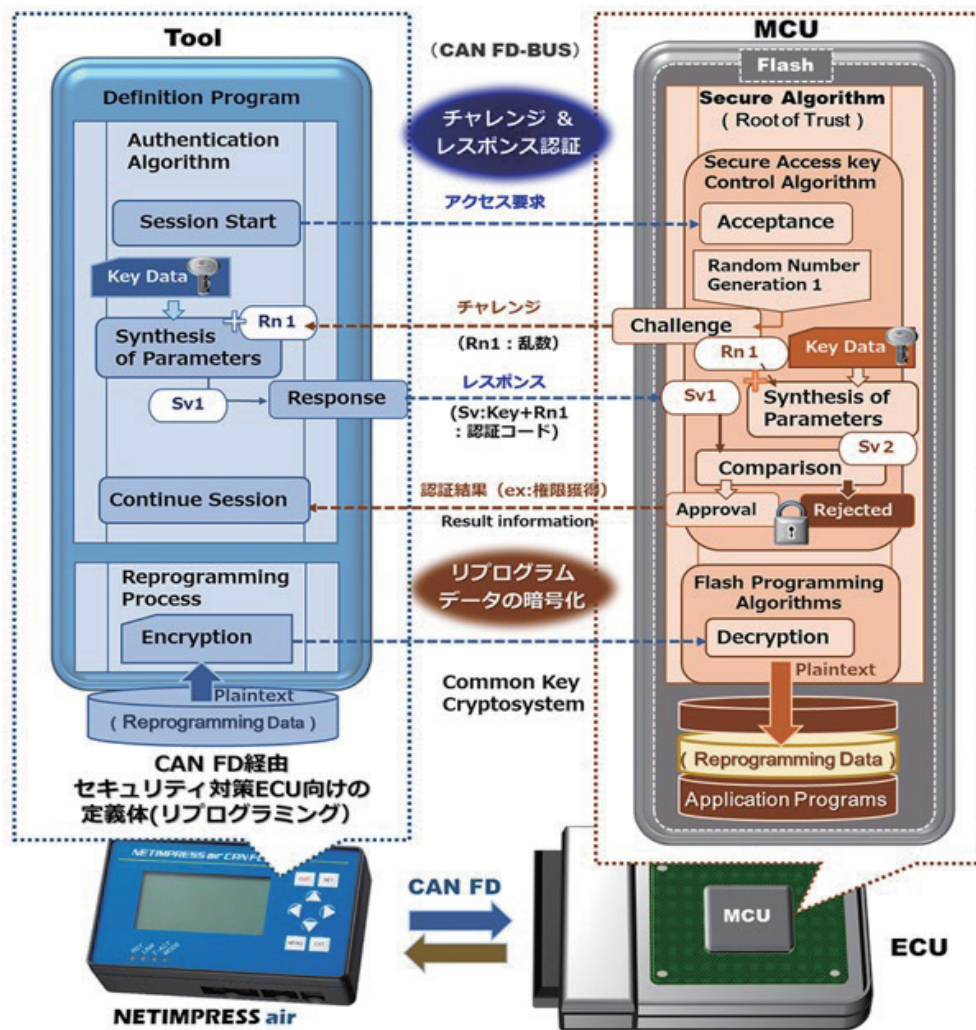 Tool
Definition Program
Authentication
Algorithm
Session Start
Key Data
Rn 1
Synthesis
of Parameters
Sv1
Response
Continue Session
Reprogramming
Process
Encryption
Plaintext
( Reprogramming Data )
CAN FD経由
セキュリティ対策ECU向けの
定義体(リプログラミング）
（CAN FD-BUS）
チャレンジ &
レスポンス認証
アクセス要求
チャレンジ
（Rn1：乱数）
レスポンス
(Sv:Key+Rn1
：認証コード)
認証結果（ex:権限獲得）
Result information
リプログラム
データの暗号化
Common Key
Cryptosystem
MCU
Flash
Secure Algorithm
( Root of Trust )
Secure Access key
Control Algorithm
Acceptance
Random Number
Generation 1
Challenge
Rn 1
Key Data
Sv1
Synthesis of
Parameters
Sv 2
Comparison
Approval
Rejected
Flash Programming
Algorithms
Decryption
Plaintext
( Reprogramming Data )
Application Programs
NETIMPRESS air CAN
CAN FD
MCU
ECU
NETIMPRESS air